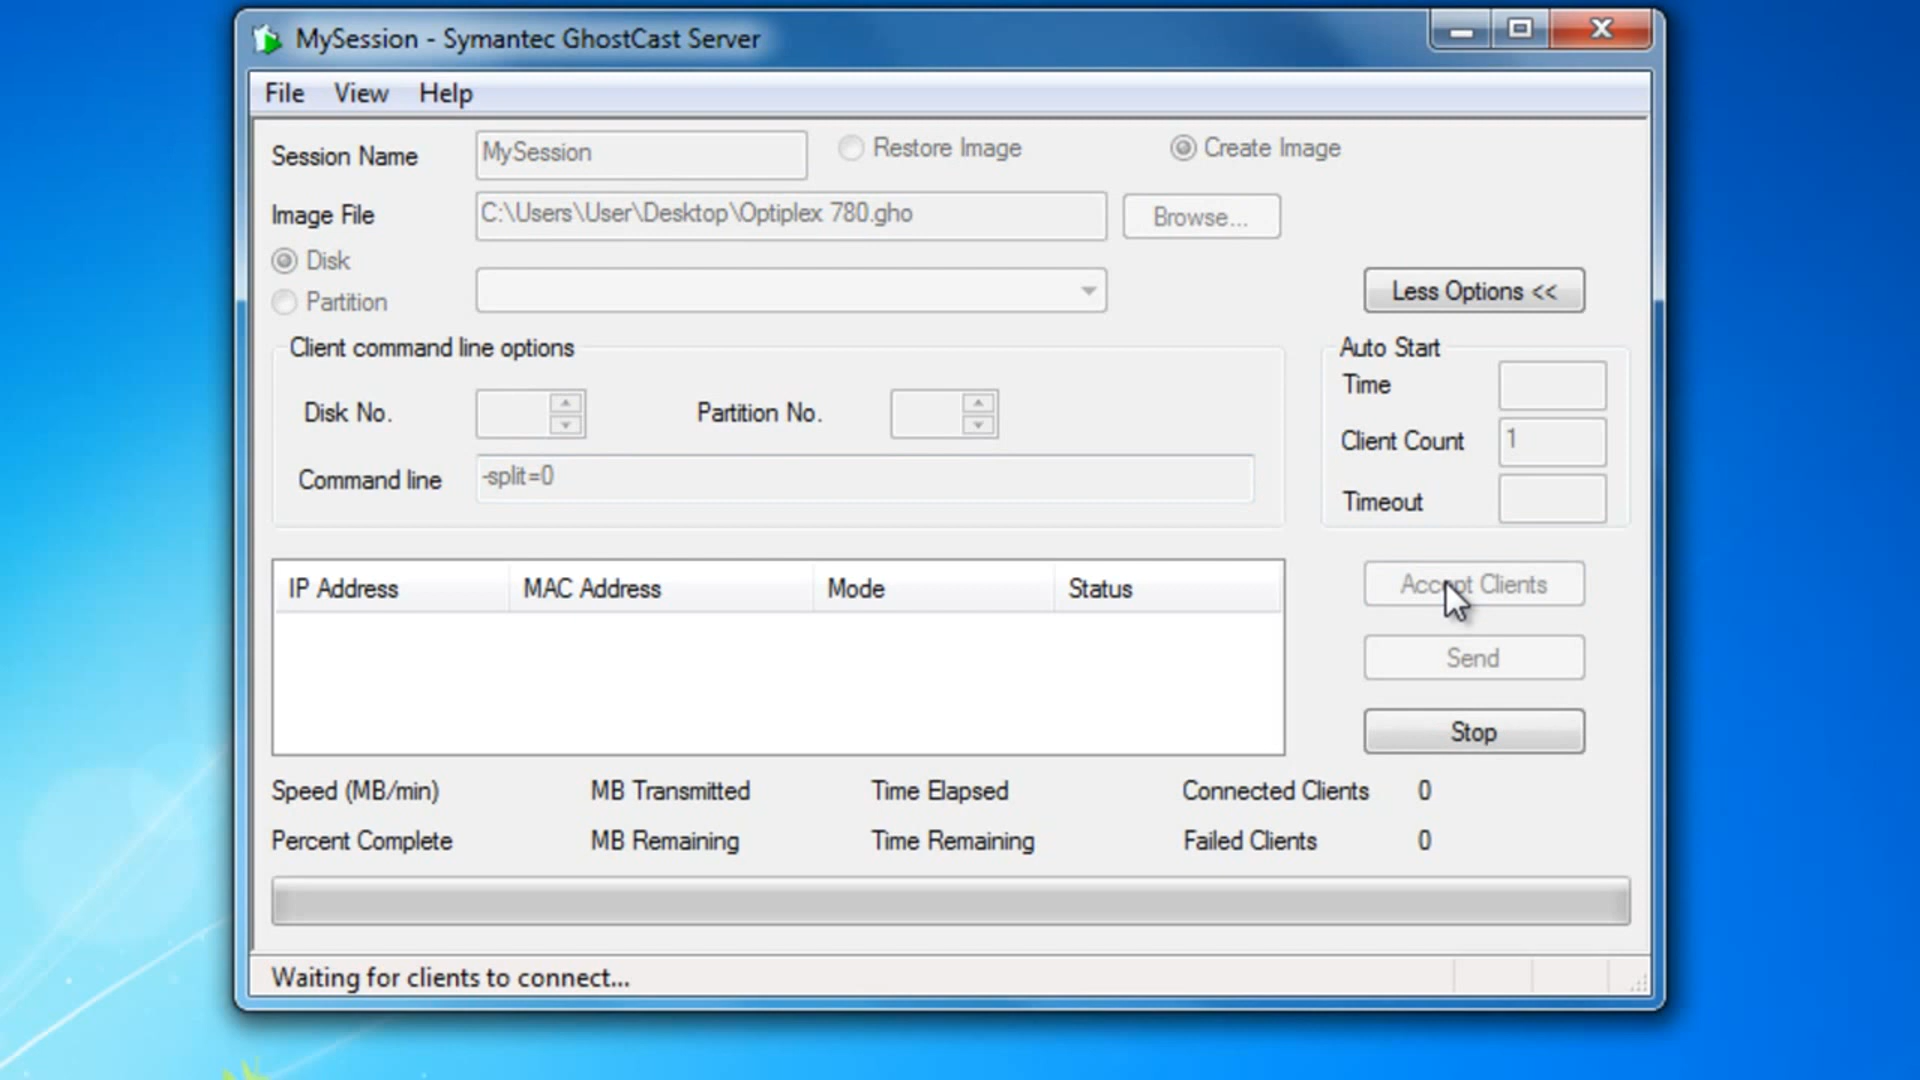 MySession - Symantec GhostCast Server
File View Help
Session Name MySession Restore Image Create Image
Image File C:\Users\User\Desktop\Optiplex 780.gho Browse...
Disk
Partition Less Options <<
Client command line options Auto Start
Time
Disk No. Partition No.
Client Count 1
Command line -split=0
Timeout
IP Address MAC Address Mode Status Accept Clients
Send
Stop
Speed (MB/min) MB Transmitted Time Elapsed Connected Clients 0
Percent Complete MB Remaining Time Remaining Failed Clients 0
Waiting for clients to connect...